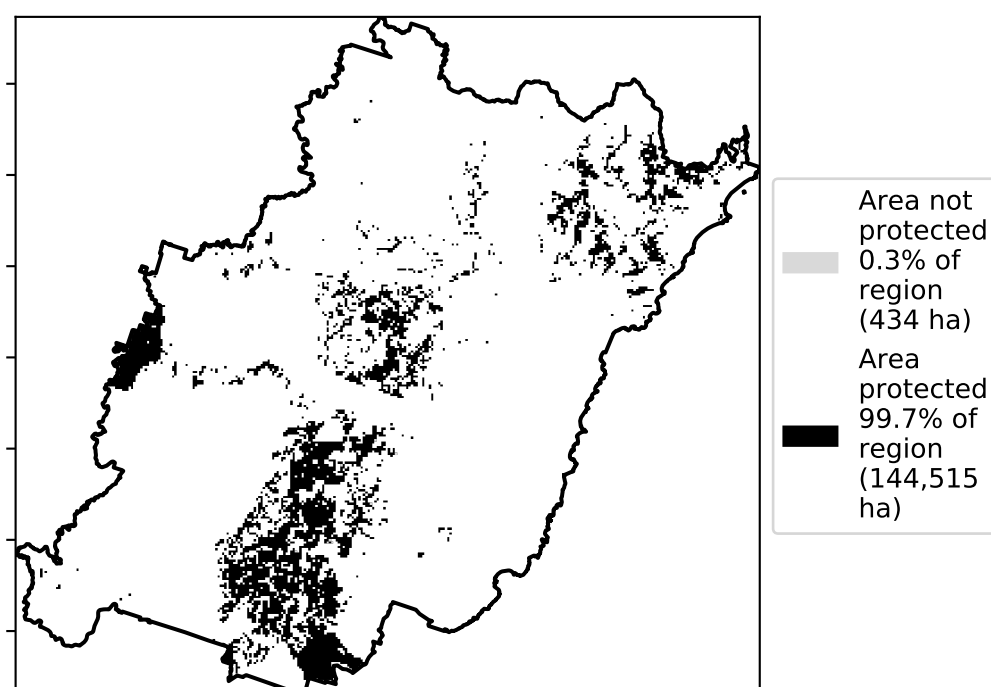 Area not
protected
0.3% of
region
(434 ha)
Area
protected
99.7% of
region
(144,515
ha)